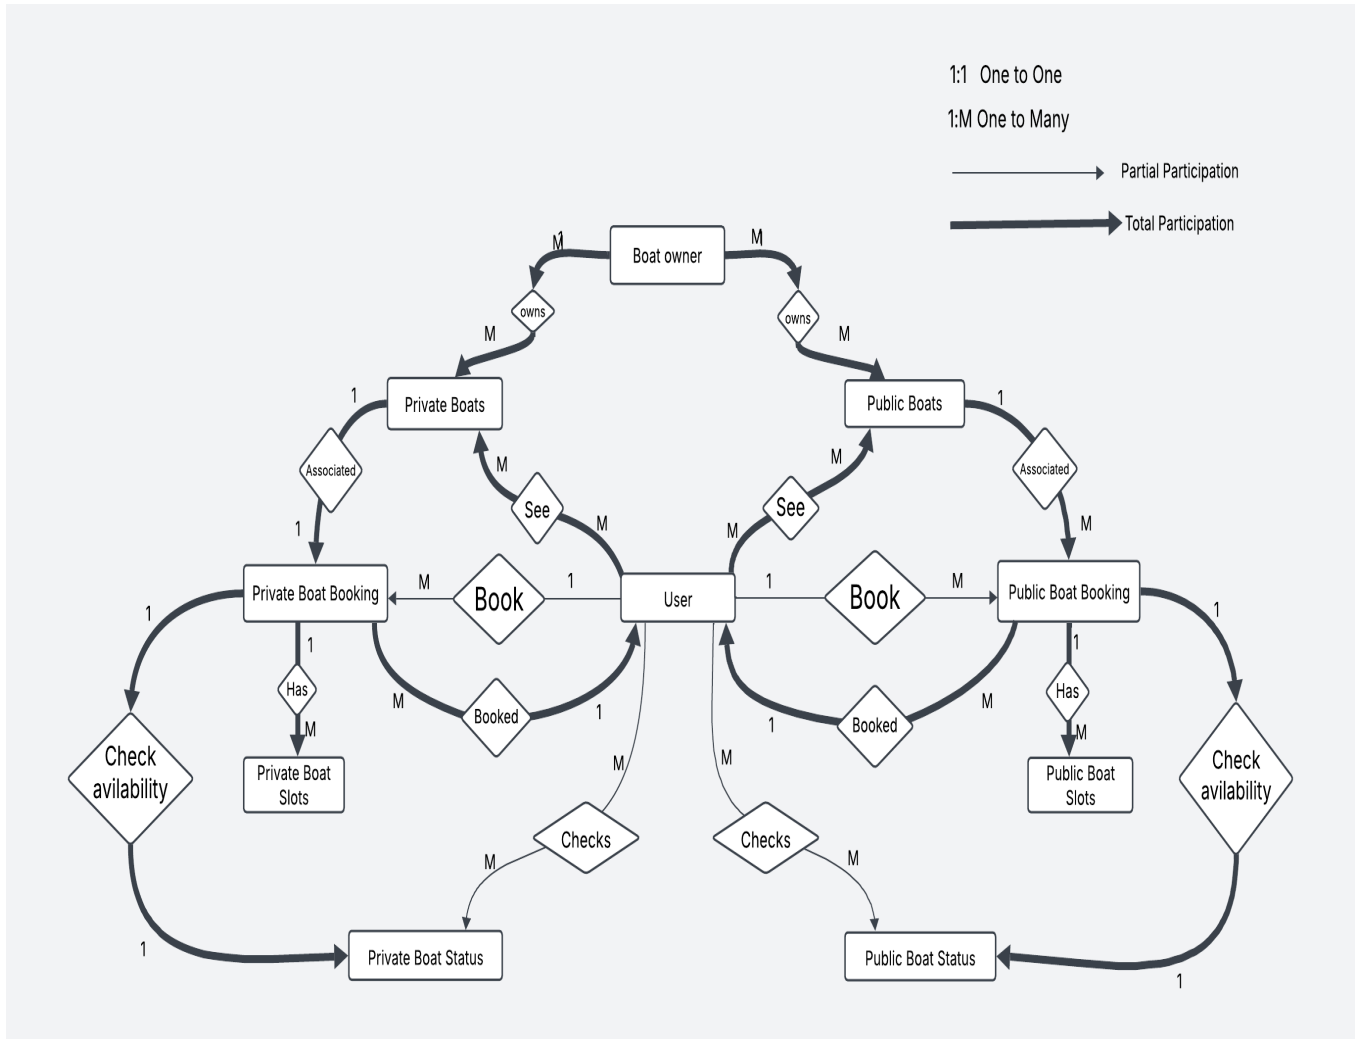 1:1 One to One
1:M One to Many
Partial Participation
Total Participation
1
M
Boat owner
M
owns
owns
M
M
Private Boats
Public Boats
1
1
Associated
Associated
M
M
See
See
M
M
1
M
Private Boat Booking
M
Book
1
User
1
Book
M
Public Boat Booking
1
1
1
1
Has
Has
M
M
Booked
Booked
1
1
M
M
Check
avilability
Check
avilability
Private Boat
Slots
Public Boat
Slots
M
M
Checks
Checks
M
M
1
1
Private Boat Status
Public Boat Status